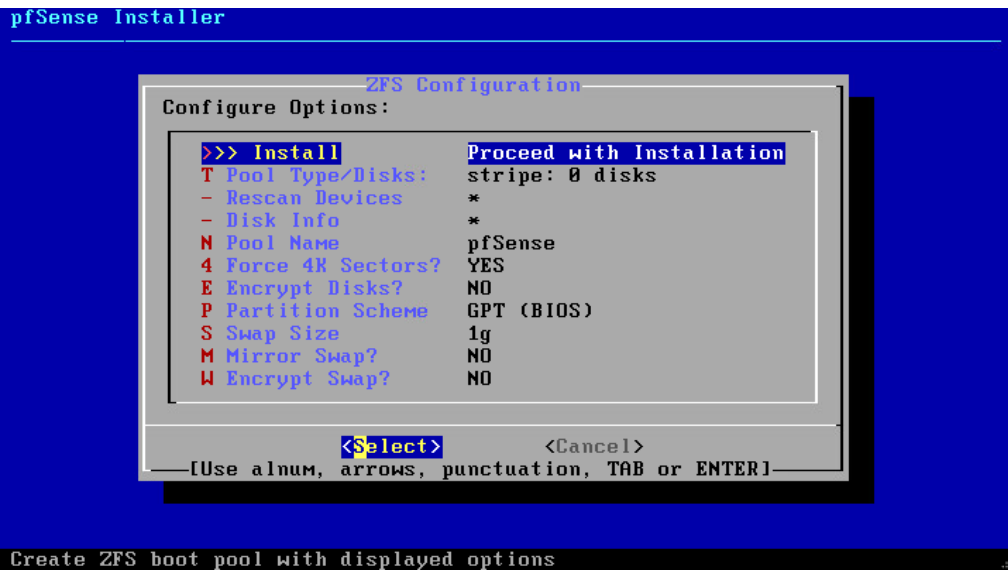 pfSense Installer
ZFS Configuration
Configure Options:
>>> Install Proceed with Installation
T Pool Type/Disks: stripe: 0 disks
- Rescan Devices *
- Disk Info *
N Pool Name pfSense
4 Force 4K Sectors? YES
E Encrypt Disks? NO
P Partition Scheme GPT (BIOS)
S Swap Size 1g
M Mirror Swap? NO
W Encrypt Swap? NO
<Select> <Cancel>
[Use alnum, arrows, punctuation, TAB or ENTER]
Create ZFS boot pool with displayed options